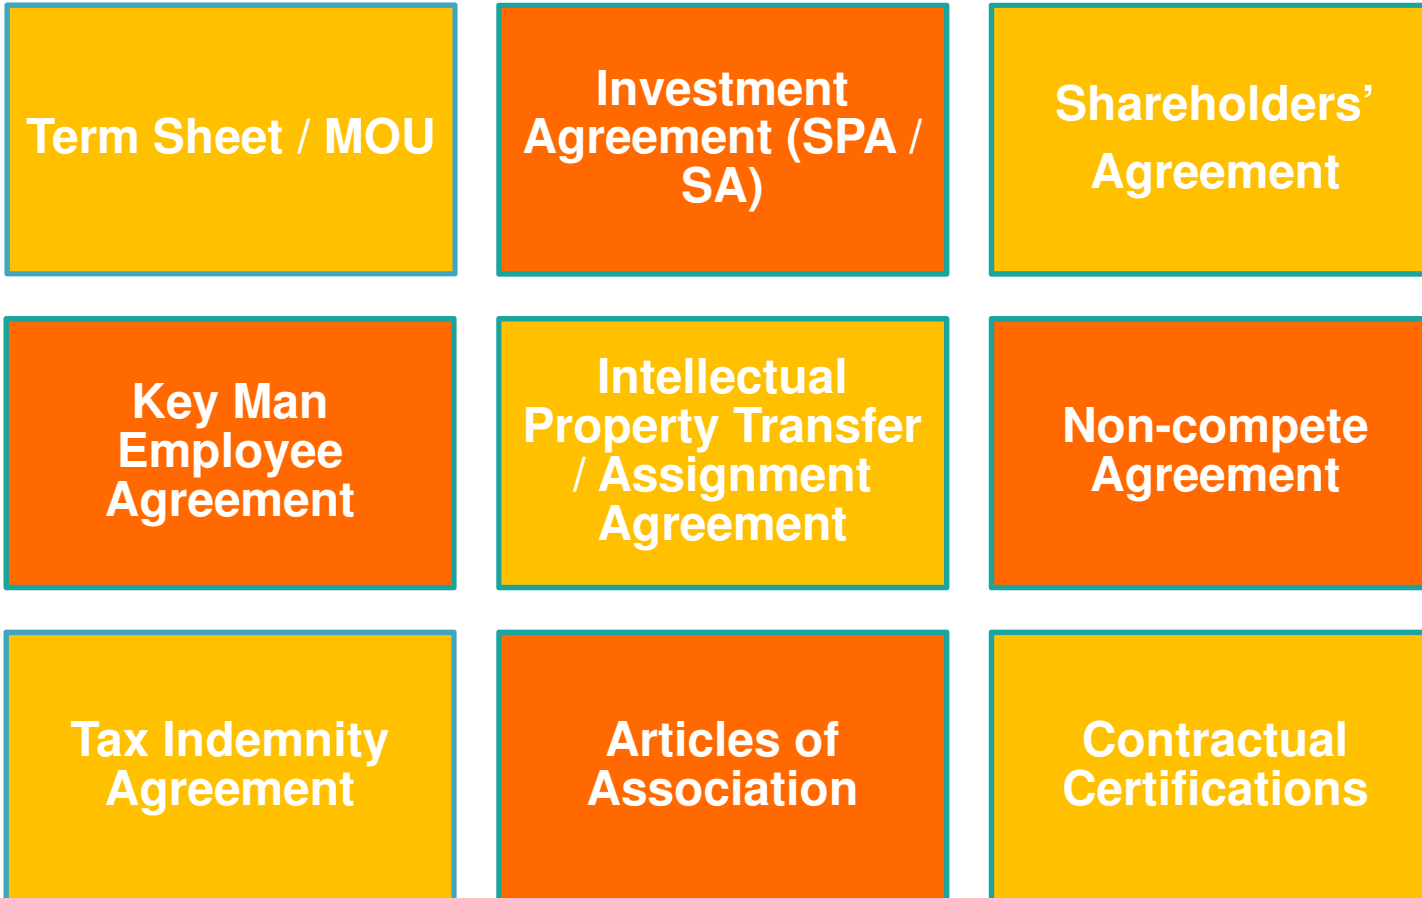 Term Sheet / MOU
Investment
Agreement (SPA /
SA)
Shareholders’
Agreement
Key Man
Employee
Agreement
Intellectual
Property Transfer
/ Assignment
Agreement
Non-compete
Agreement
Tax Indemnity
Agreement
Articles of
Association
Contractual
Certifications